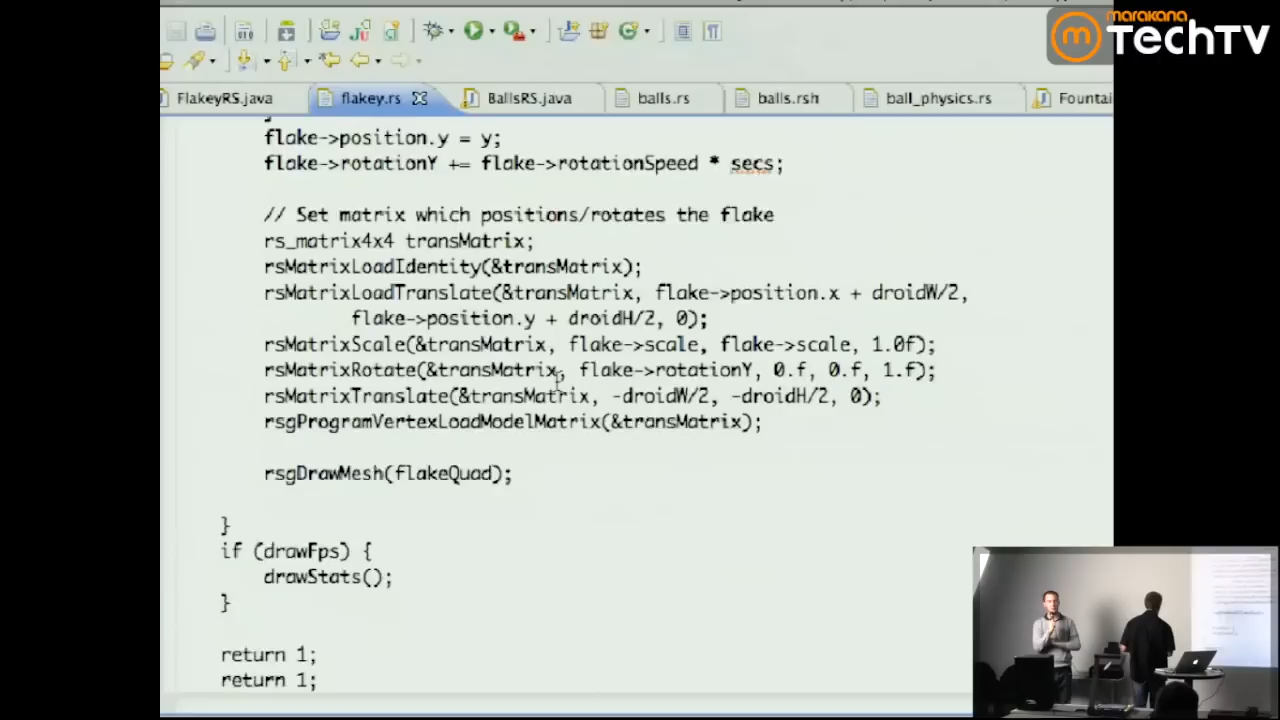 marakana
TechTV
FlakeyRS.java
flakey.rs
BallsRS.java
balls.rs
balls.rsh
ball_physics.rs
Fountai
}
flake->position.y = y;
flake->rotationY += flake->rotationSpeed * secs;
// Set matrix which positions/rotates the flake
rs_matrix4x4 transMatrix;
rsMatrixLoadIdentity(&transMatrix);
rsMatrixLoadTranslate(&transMatrix, flake->position.x + droidW/2,
flake->position.y + droidH/2, 0);
rsMatrixScale(&transMatrix, flake->scale, flake->scale, 1.0f);
rsMatrixRotate(&transMatrix, flake->rotationY, 0.f, 0.f, 1.f);
rsMatrixTranslate(&transMatrix, -droidW/2, -droidH/2, 0);
rsgProgramVertexLoadModelMatrix(&transMatrix);
rsgDrawMesh(flakeQuad);
}
if (drawFps) {
drawStats();
}
return 1;
return 1;